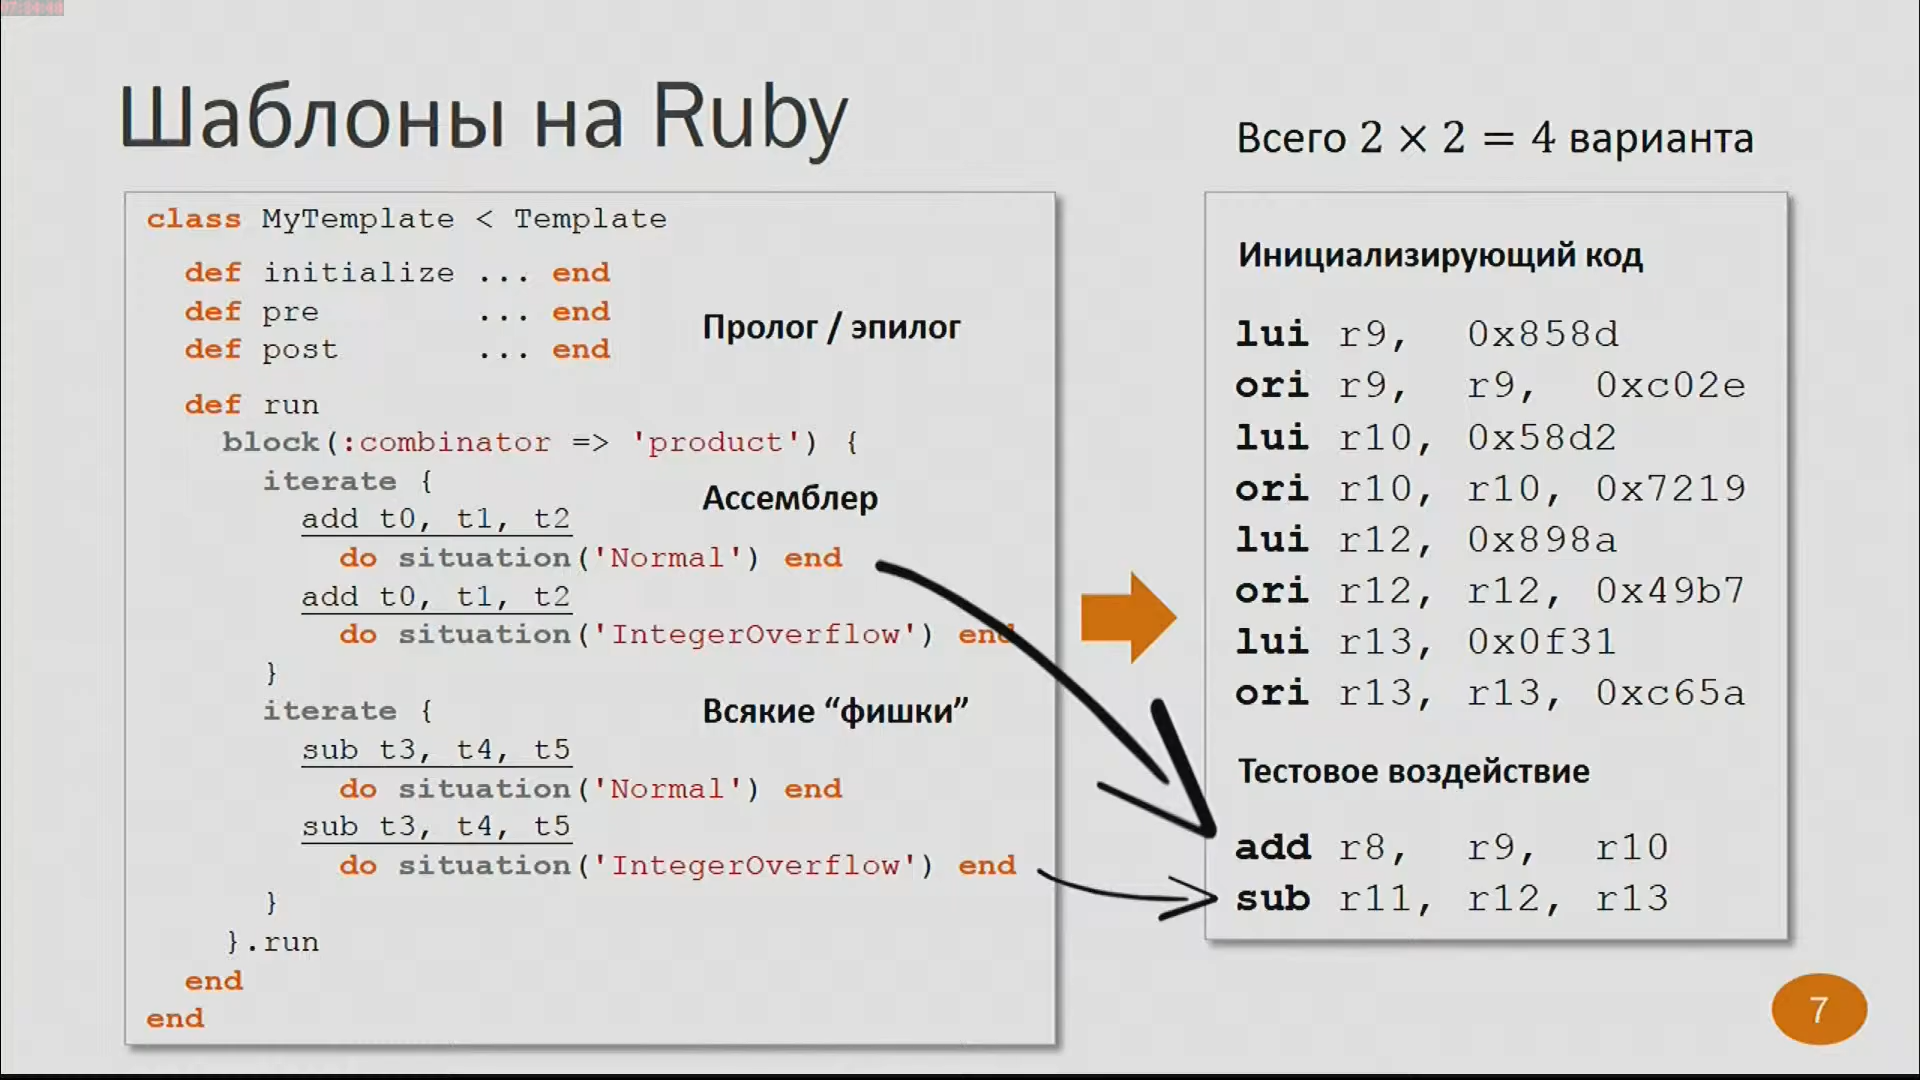 Шаблоны на Ruby
Всего 2 × 2 = 4 варианта
class MyTemplate < Template
def initialize ... end
def pre ... end
def post ... end
Пролог / эпилог
def run
block(:combinator => 'product') {
iterate {
Ассемблер
add t0, t1, t2
do situation('Normal') end
add t0, t1, t2
do situation('IntegerOverflow') end
}
iterate {
Всякие “фишки”
sub t3, t4, t5
do situation('Normal') end
sub t3, t4, t5
do situation('IntegerOverflow') end
}
}.run
end
end
Инициализирующий код
lui r9, 0x858d
ori r9, r9, 0xc02e
lui r10, 0x58d2
ori r10, r10, 0x7219
lui r12, 0x898a
ori r12, r12, 0x49b7
lui r13, 0x0f31
ori r13, r13, 0xc65a
Тестовое воздействие
add r8, r9, r10
sub r11, r12, r13
7